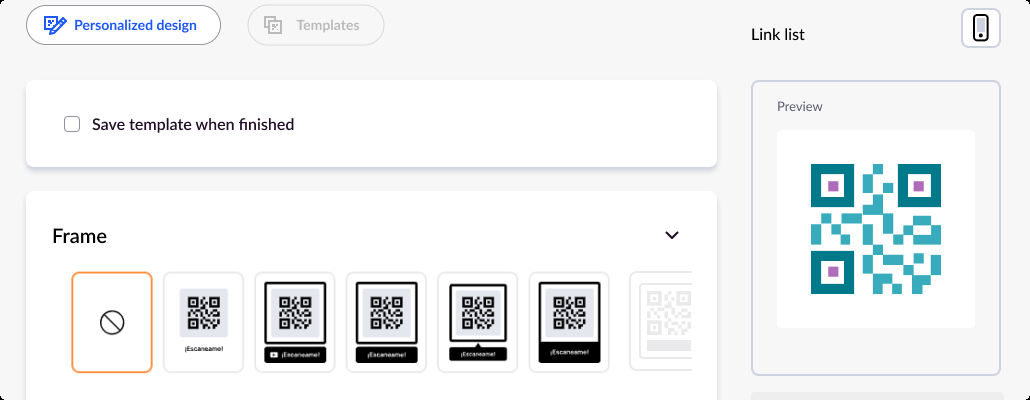 Personalized design
Templates
Link list
Save template when finished
Preview
Frame
¡Escaneame!
¡Escaneame!
¡Escaneame!
¡Escaneame!
¡Escaneame!